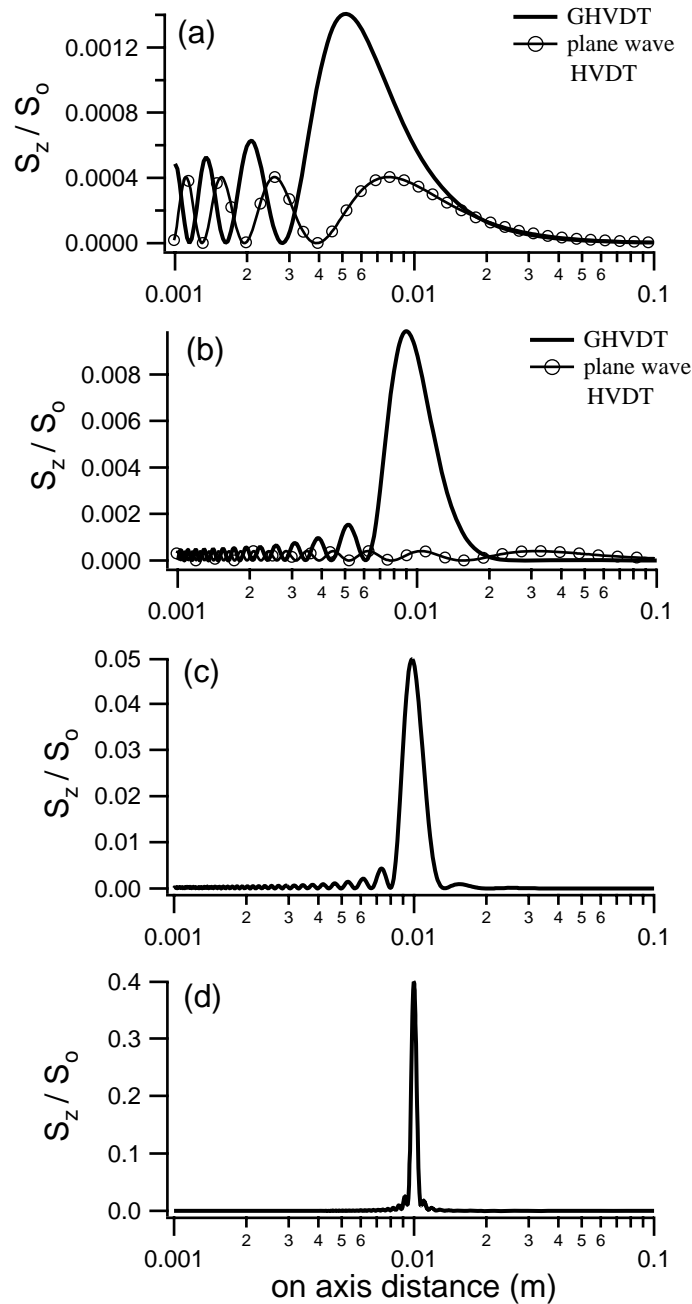 (a)
GHVDT
plane wave
HVDT
S_z / S_o
0.0012
0.0008
0.0004
0.0000
2 3 4 5 6 2 3 4 5 6
0.001 0.01 0.1
(b)
GHVDT
plane wave
HVDT
S_z / S_o
0.008
0.006
0.004
0.002
0.000
2 3 4 5 6 2 3 4 5 6
0.001 0.01 0.1
(c)
S_z / S_o
0.05
0.04
0.03
0.02
0.01
0.00
2 3 4 5 6 2 3 4 5 6
0.001 0.01 0.1
(d)
S_z / S_o
0.4
0.3
0.2
0.1
0.0
2 3 4 5 6 2 3 4 5 6
0.001 0.01 0.1
on axis distance (m)